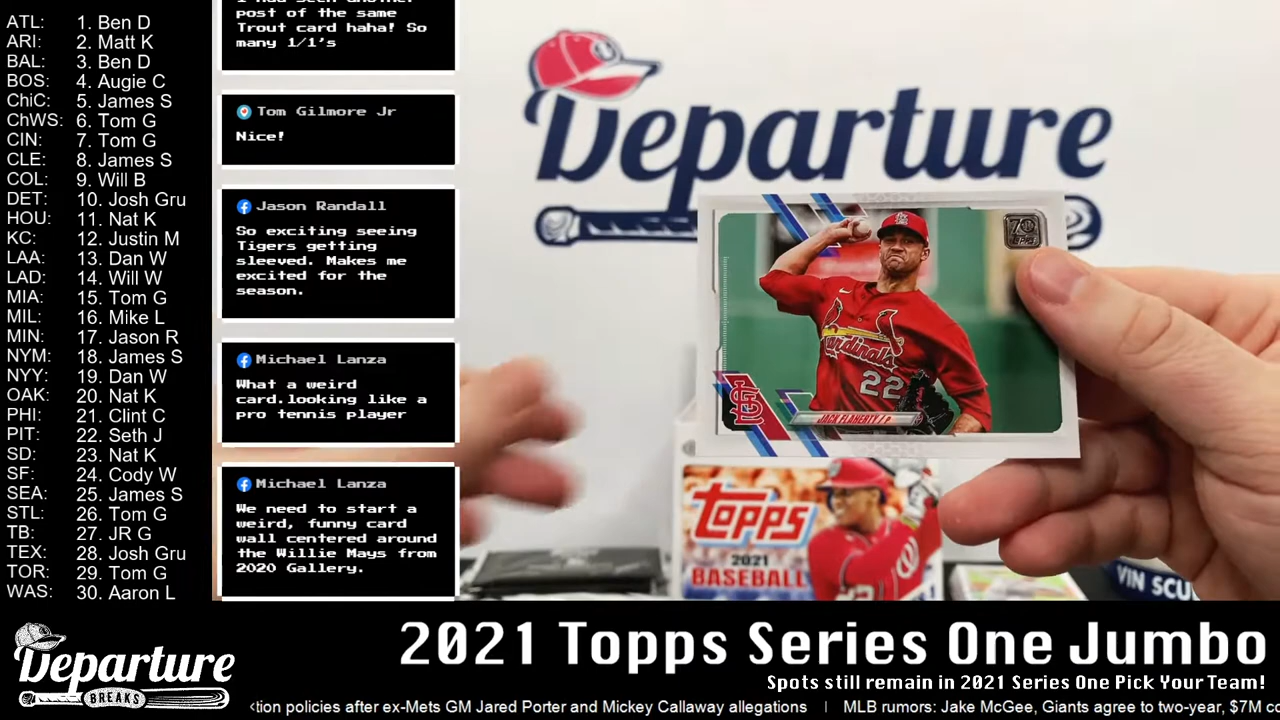 ATL: 1. Ben D
ARI: 2. Matt K
BAL: 3. Ben D
BOS: 4. Augie C
ChiC: 5. James S
ChWS: 6. Tom G
CIN: 7. Tom G
CLE: 8. James S
COL: 9. Will B
DET: 10. Josh Gru
HOU: 11. Nat K
KC: 12. Justin M
LAA: 13. Dan W
LAD: 14. Will W
MIA: 15. Tom G
MIL: 16. Mike L
MIN: 17. Jason R
NYM: 18. James S
NYY: 19. Dan W
OAK: 20. Nat K
PHI: 21. Clint C
PIT: 22. Seth J
SD: 23. Nat K
SF: 24. Cody W
SEA: 25. James S
STL: 26. Tom G
TB: 27. JR G
TEX: 28. Josh Gru
TOR: 29. Tom G
WAS: 30. Aaron L
post of the same
Trout card haha! So
many 1/1's
Tom Gilmore Jr
Nice!
Jason Randall
So exciting seeing
Tigers getting
sleeved. Makes me
excited for the
season.
Michael Lanza
What a weird
card.looking like a
pro tennis player
Michael Lanza
We need to start a
weird, funny card
wall centered around
the Willie Mays from
2020 Gallery.
Departure
70
TOPPS
Cardinals
22
STL
JACK FLAHERTY / P
TOPPS
2021
BASEBALL
VIN SCU
Departure
BREAKS
2021 Topps Series One Jumbo
Spots still remain in 2021 Series One Pick Your Team!
tion policies after ex-Mets GM Jared Porter and Mickey Callaway allegations | MLB rumors: Jake McGee, Giants agree to two-year, $7M co